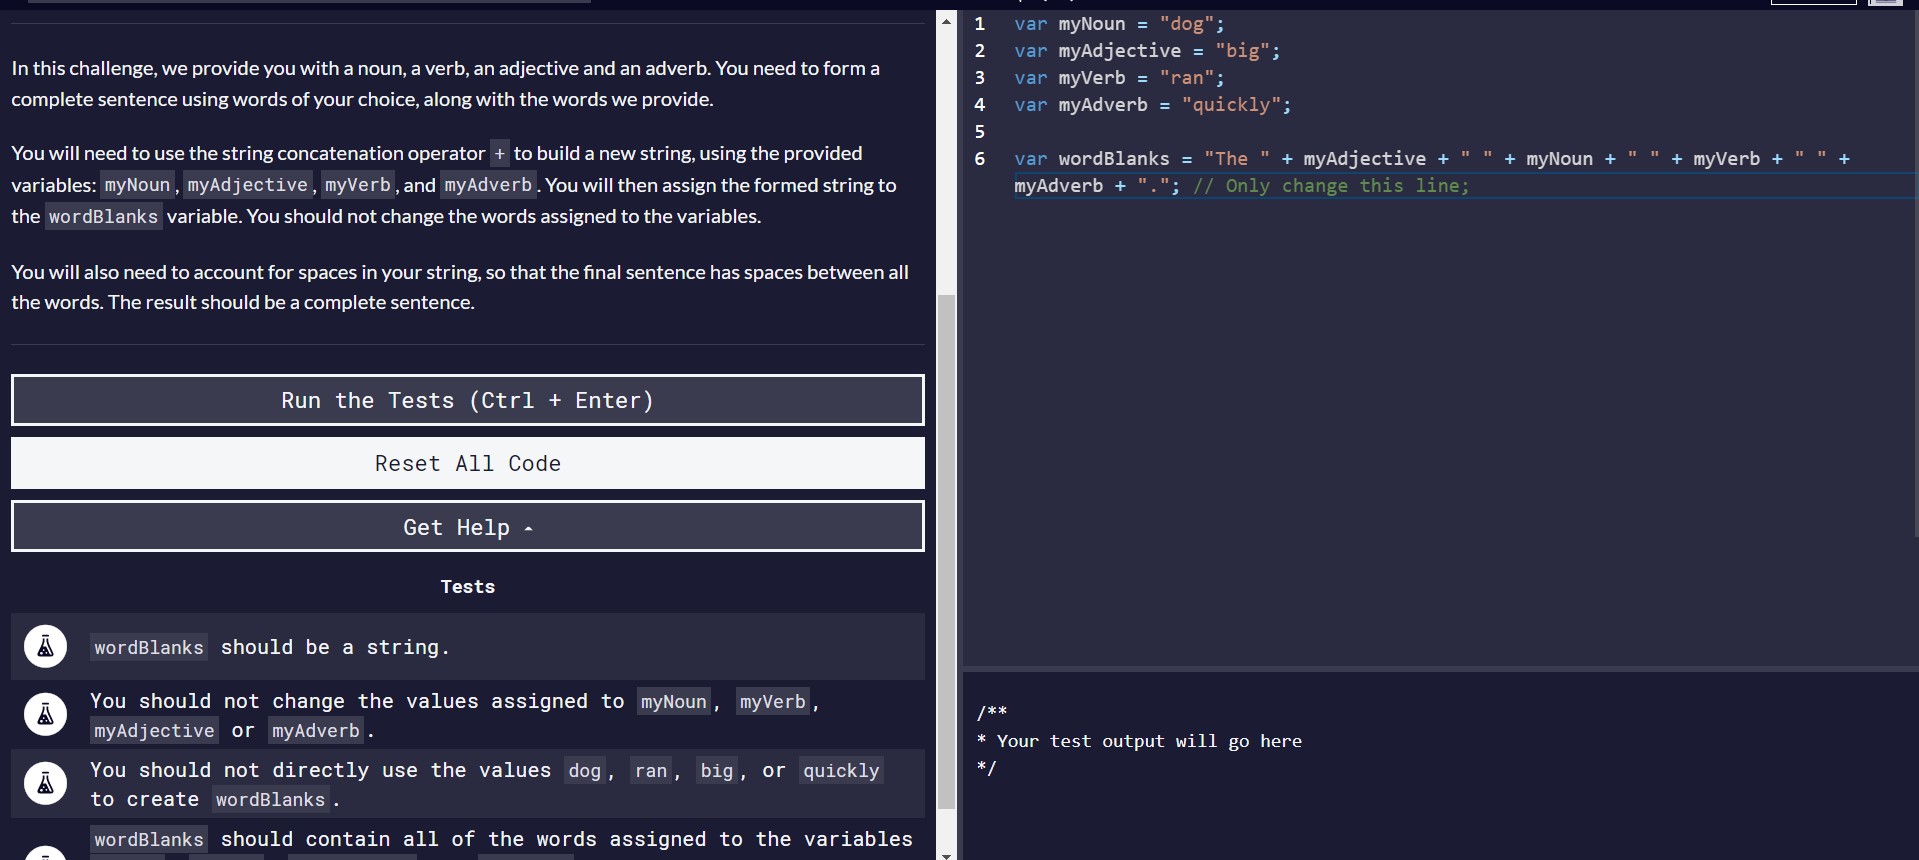 In this challenge, we provide you with a noun, a verb, an adjective and an adverb. You need to form a
complete sentence using words of your choice, along with the words we provide.
You will need to use the string concatenation operator + to build a new string, using the provided
variables: myNoun, myAdjective, myVerb, and myAdverb. You will then assign the formed string to
the wordBlanks variable. You should not change the words assigned to the variables.
You will also need to account for spaces in your string, so that the final sentence has spaces between all
the words. The result should be a complete sentence.
Run the Tests (Ctrl + Enter)
Reset All Code
Get Help
Tests
wordBlanks should be a string.
You should not change the values assigned to myNoun, myVerb,
myAdjective or myAdverb.
You should not directly use the values dog, ran, big, or quickly
to create wordBlanks.
wordBlanks should contain all of the words assigned to the variables
1 var myNoun = "dog";
2 var myAdjective = "big";
3 var myVerb = "ran";
4 var myAdverb = "quickly";
5
6 var wordBlanks = "The " + myAdjective + " " + myNoun + " " + myVerb + " " +
myAdverb + "."; // Only change this line;
/**
* Your test output will go here
*/